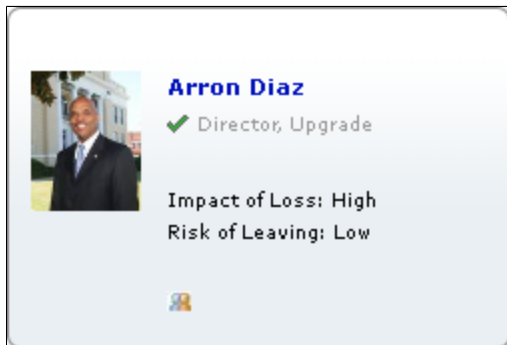 Arron Diaz
Director, Upgrade
Impact of Loss: High
Risk of Leaving: Low